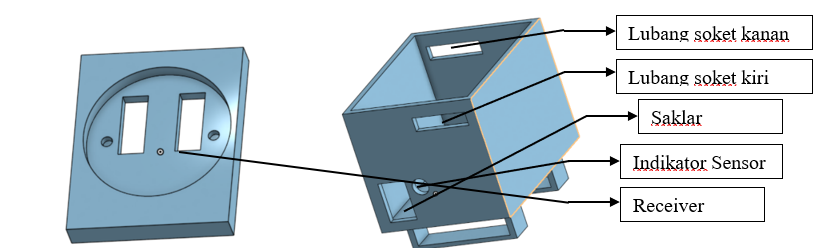 Lubang soket kanan
Lubang soket kiri
Saklar
Indikator Sensor
Receiver